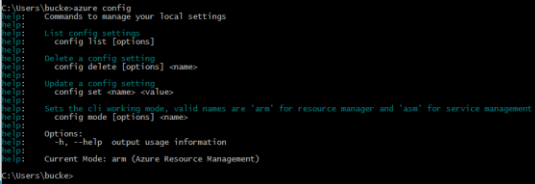 C:\Users\bucke>azure config
help:    Commands to manage your local settings
help:
help:    List config settings
help:      config list [options]
help:
help:    Delete a config setting
help:      config delete [options] <name>
help:
help:    Update a config setting
help:      config set <name> <value>
help:
help:    Sets the cli working mode, valid names are 'arm' for resource manager and 'asm' for service management
help:      config mode [options] <name>
help:
help:    Options:
help:      -h, --help  output usage information
help:
help:    Current Mode: arm (Azure Resource Management)
C:\Users\bucke>